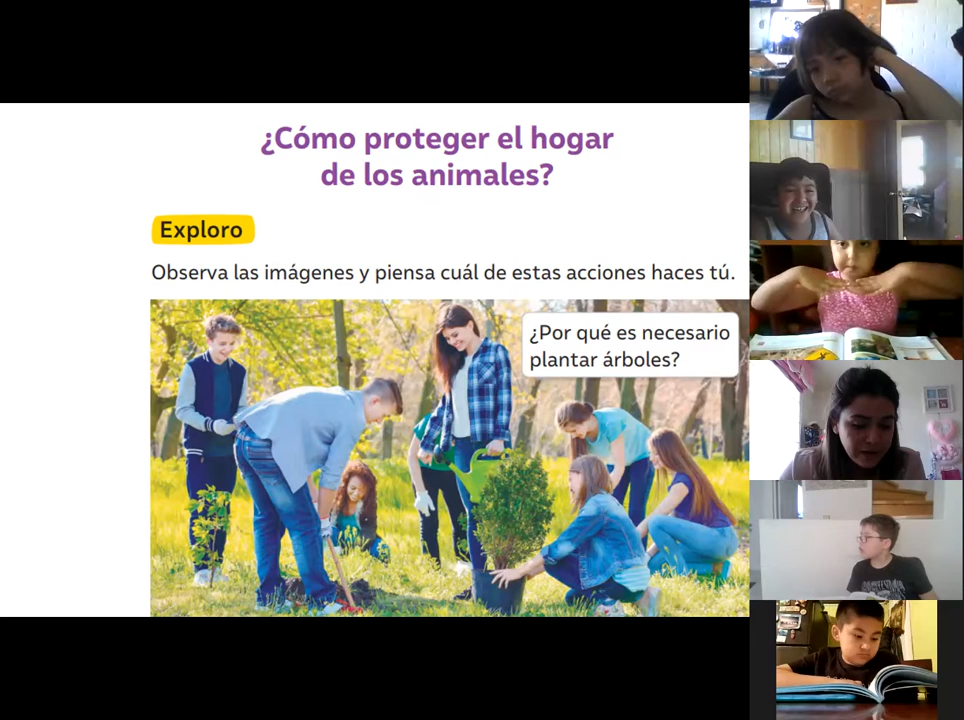 ¿Cómo proteger el hogar
de los animales?
Exploro
Observa las imágenes y piensa cuál de estas acciones haces tú.
¿Por qué es necesario
plantar árboles?